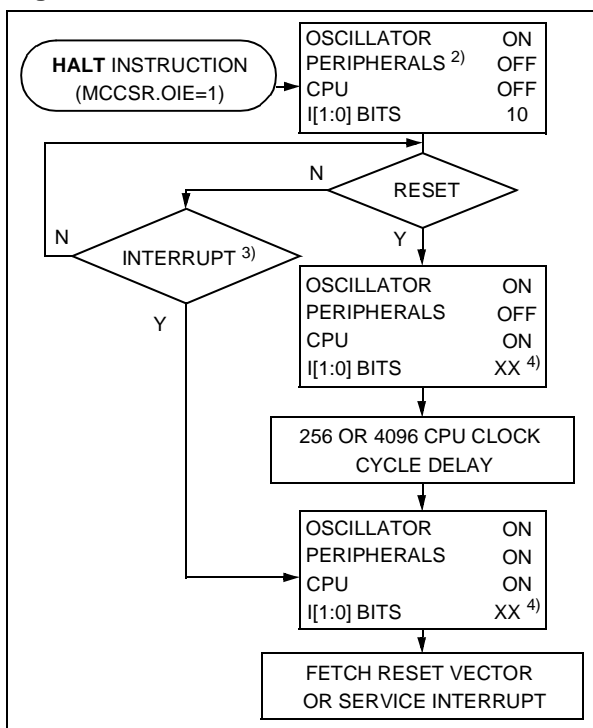 HALT INSTRUCTION
(MCCSR.OIE=1)
OSCILLATOR ON
PERIPHERALS 2) OFF
CPU OFF
I[1:0] BITS 10
N
RESET
N
INTERRUPT 3)
Y
Y
OSCILLATOR ON
PERIPHERALS OFF
CPU ON
I[1:0] BITS XX 4)
256 OR 4096 CPU CLOCK
CYCLE DELAY
OSCILLATOR ON
PERIPHERALS ON
CPU ON
I[1:0] BITS XX 4)
FETCH RESET VECTOR
OR SERVICE INTERRUPT